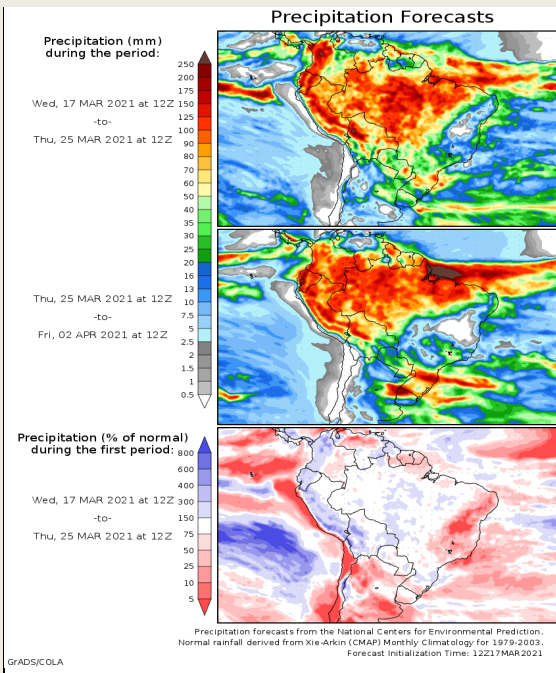 Precipitation Forecasts
Precipitation (mm)
during the period:
Wed, 17 MAR 2021 at 12Z
-to-
Thu, 25 MAR 2021 at 12Z
250
200
175
150
125
100
90
80
70
60
50
40
35
30
25
20
16
13
10
7.5
5
2.5
2
1.5
1
0.5
Thu, 25 MAR 2021 at 12Z
-to-
Fri, 02 APR 2021 at 12Z
Precipitation (% of normal)
during the first period:
Wed, 17 MAR 2021 at 12Z
-to-
Thu, 25 MAR 2021 at 12Z
800
600
400
300
150
75
50
25
10
5
Precipitation forecasts from the National Centers for Environmental Prediction.
Normal rainfall derived from Xie-Arkin (CMAP) Monthly Climatology for 1979-2003.
Forecast Initialization Time: 12Z17MAR2021
GrADS/COLA